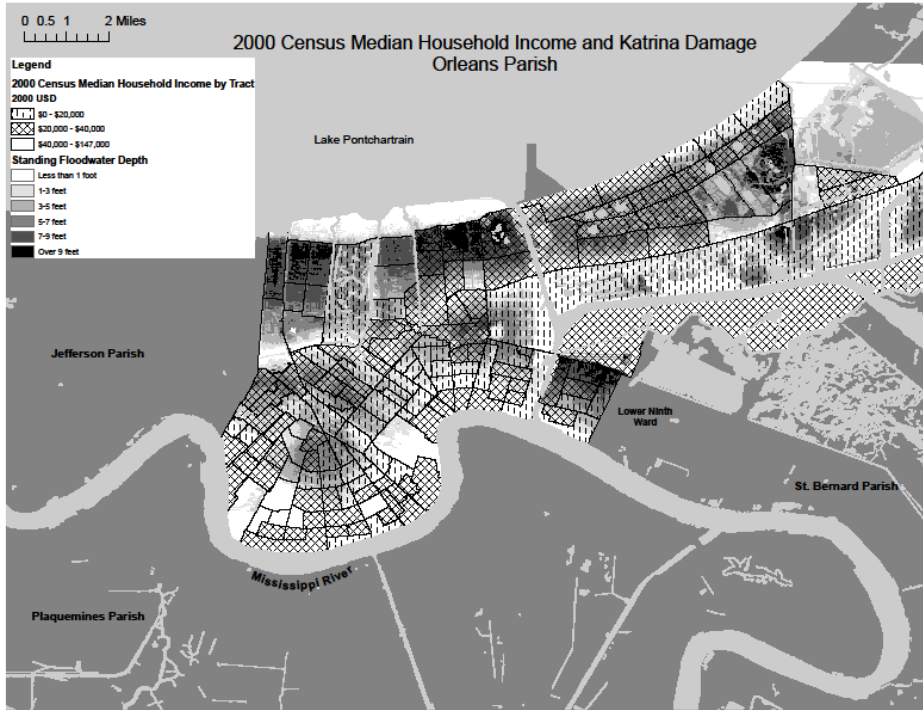 0 0.5 1 2 Miles
2000 Census Median Household Income and Katrina Damage
Orleans Parish
Legend
2000 Census Median Household Income by Tract
2000 USD
$0 - $20,000
$20,000 - $40,000
$40,000 - $147,000
Standing Floodwater Depth
Less than 1 foot
1-3 feet
3-5 feet
5-7 feet
7-9 feet
Over 9 feet
Lake Pontchartrain
Jefferson Parish
Lower Ninth
Ward
St. Bernard Parish
Mississippi River
Plaquemines Parish